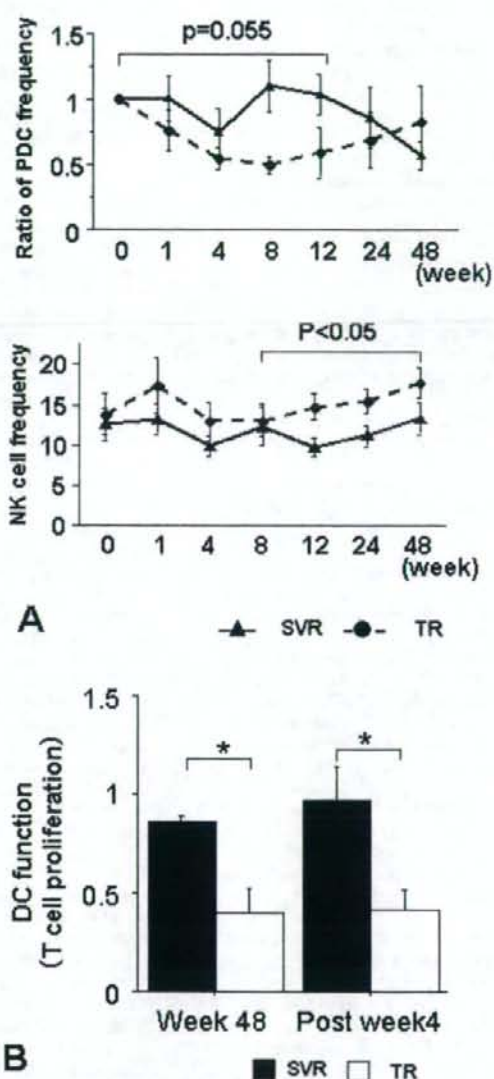 1.5
p=0.055
1
0.5
0
Ratio of PDC frequency
0 1 4 8 12 24 48
(week)
P<0.05
20
15
10
5
0
NK cell frequency
0 1 4 8 12 24 48
(week)
A
SVR TR
1.5
* *
1
0.5
0
DC function
(T cell proliferation)
Week 48 Post week4
B
SVR TR